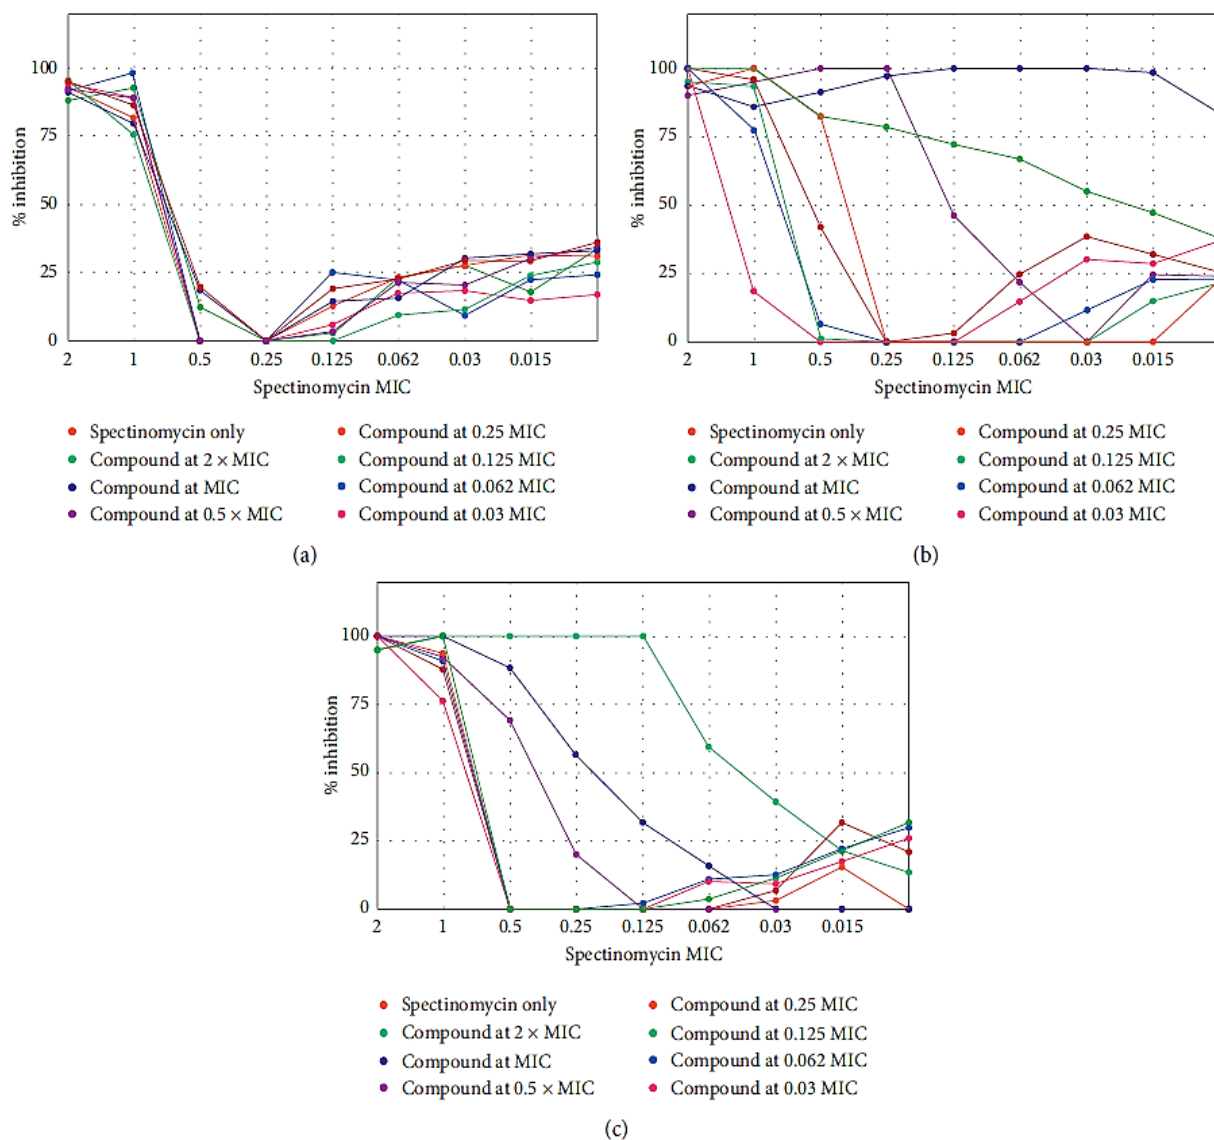 100
75
50
25
0
% inhibition
2 1 0.5 0.25 0.125 0.062 0.03 0.015
Spectinomycin MIC
Spectinomycin only
Compound at 2 × MIC
Compound at MIC
Compound at 0.5 × MIC
Compound at 0.25 MIC
Compound at 0.125 MIC
Compound at 0.062 MIC
Compound at 0.03 MIC
(a)
100
75
50
25
0
% inhibition
2 1 0.5 0.25 0.125 0.062 0.03 0.015
Spectinomycin MIC
Spectinomycin only
Compound at 2 × MIC
Compound at MIC
Compound at 0.5 × MIC
Compound at 0.25 MIC
Compound at 0.125 MIC
Compound at 0.062 MIC
Compound at 0.03 MIC
(b)
100
75
50
25
0
% inhibition
2 1 0.5 0.25 0.125 0.062 0.03 0.015
Spectinomycin MIC
Spectinomycin only
Compound at 2 × MIC
Compound at MIC
Compound at 0.5 × MIC
Compound at 0.25 MIC
Compound at 0.125 MIC
Compound at 0.062 MIC
Compound at 0.03 MIC
(c)